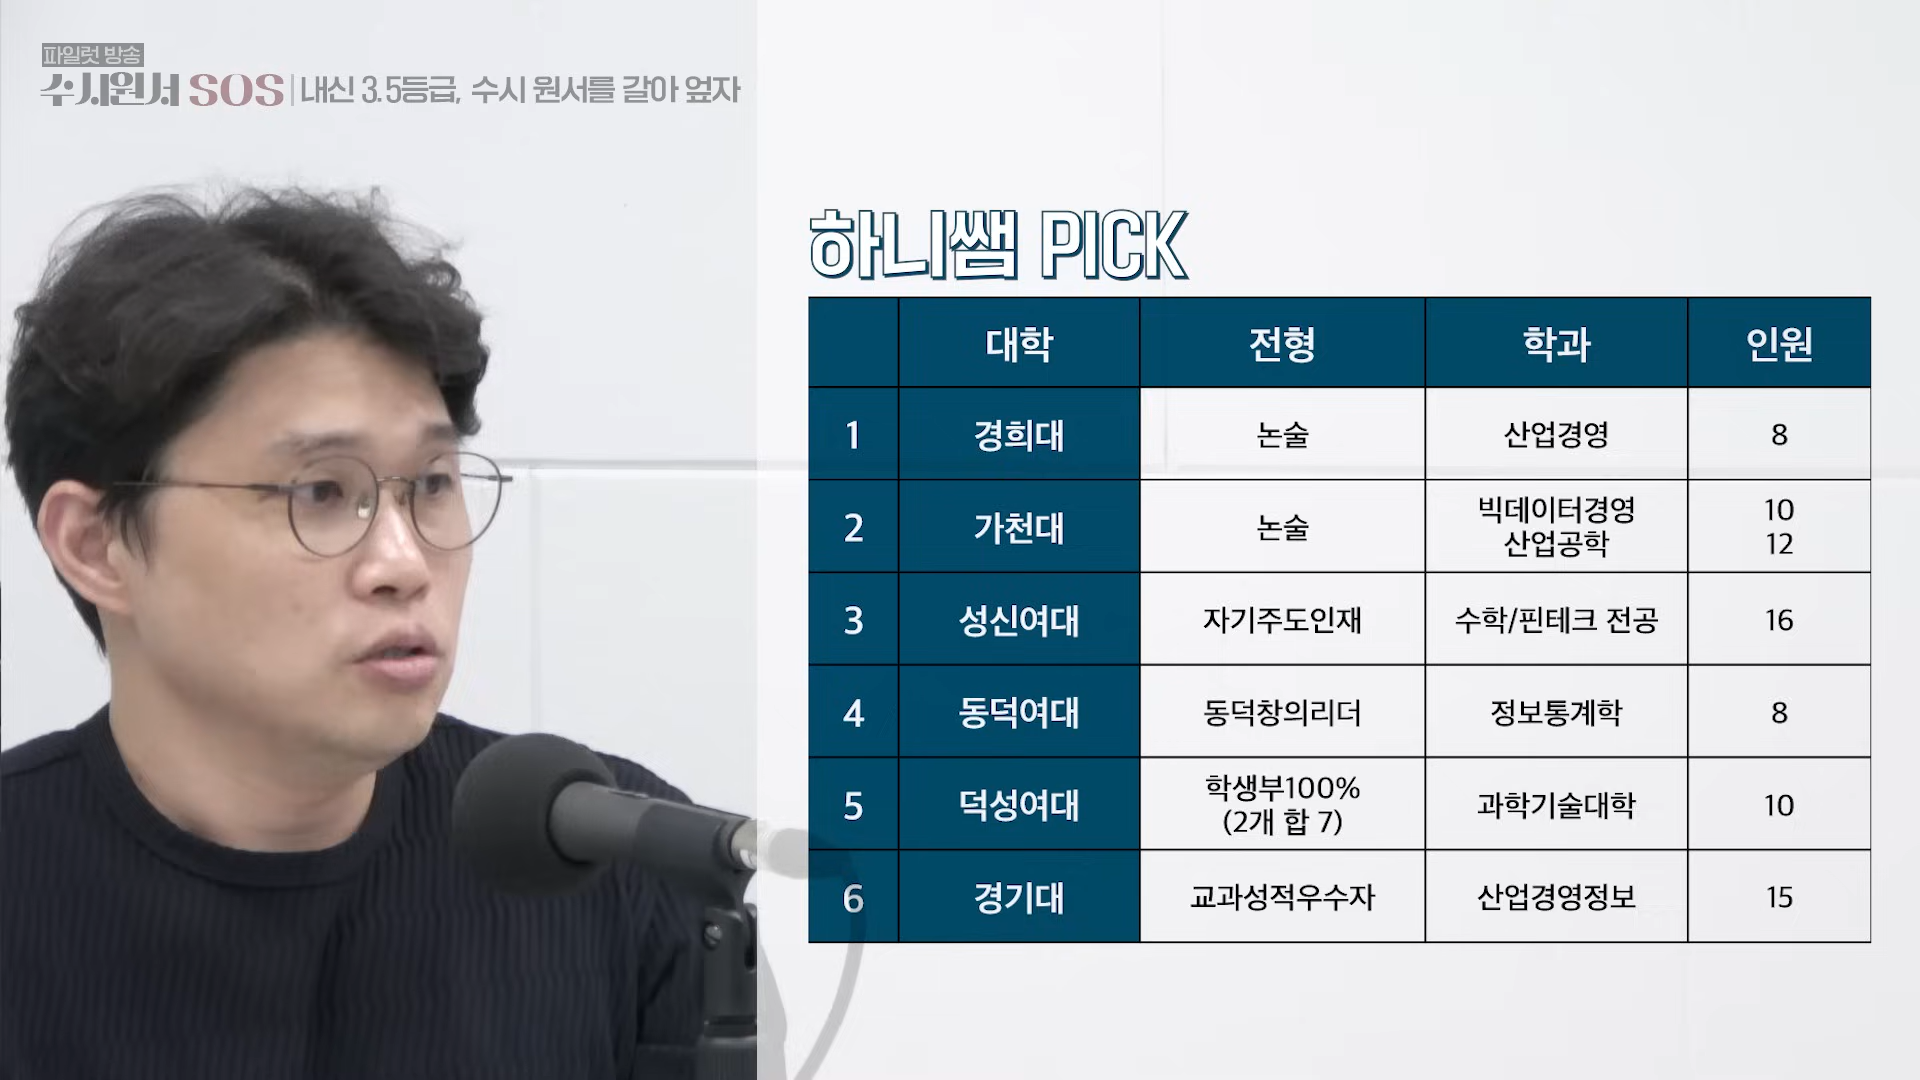 파일럿 방송
수시원서 SOS | 내신 3.5등급, 수시 원서를 갈아 엎자
하니쌤 PICK
대학 전형 학과 인원
1 경희대 논술 산업경영 8
2 가천대 논술 빅데이터경영 10
산업공학 12
3 성신여대 자기주도인재 수학/핀테크 전공 16
4 동덕여대 동덕창의리더 정보통계학 8
5 덕성여대 학생부100% 과학기술대학 10
(2개 합 7)
6 경기대 교과성적우수자 산업경영정보 15